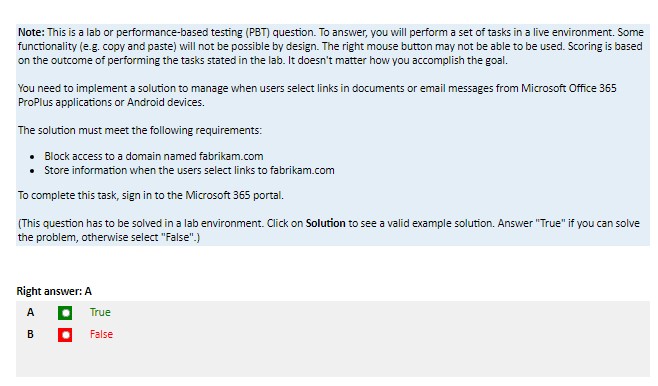 Note: This is a lab or performance-based testing (PBT) question. To answer, you will perform a set of tasks in a live environment. Some
functionality (e.g. copy and paste) will not be possible by design. The right mouse button may not be able to be used. Scoring is based
on the outcome of performing the tasks stated in the lab. It doesn't matter how you accomplish the goal.
You need to implement a solution to manage when users select links in documents or email messages from Microsoft Office 365
ProPlus applications or Android devices.
The solution must meet the following requirements:
• Block access to a domain named fabrikam.com
• Store information when the users select links to fabrikam.com
To complete this task, sign in to the Microsoft 365 portal.
(This question has to be solved in a lab environment. Click on Solution to see a valid example solution. Answer "True" if you can solve
the problem, otherwise select "False".)
Right answer: A
A True
B False